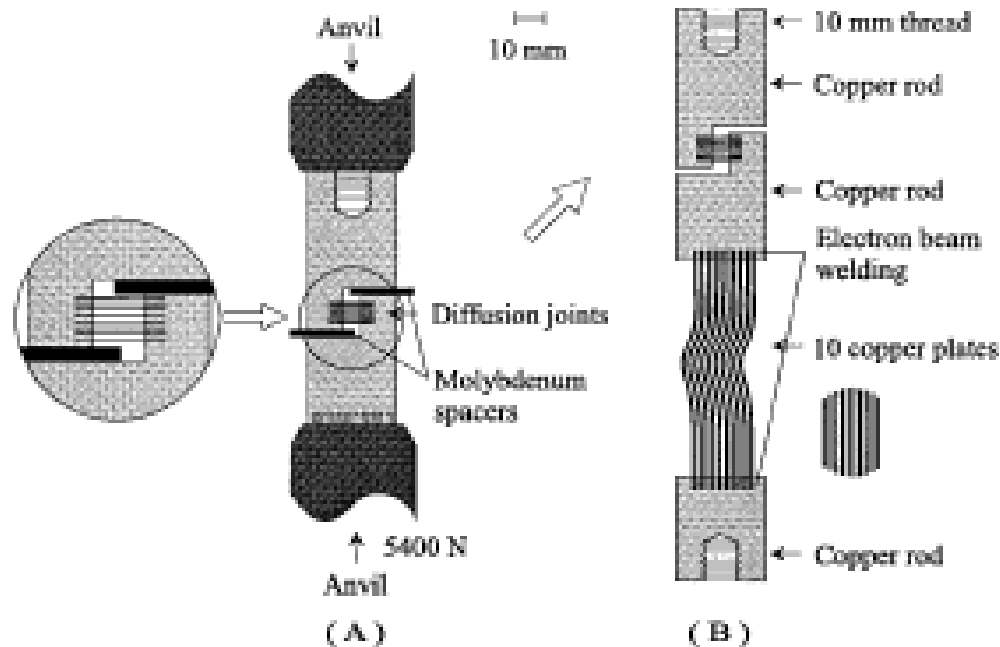 Anvil
10 mm
Diffusion joints
Molybdenum
spacers
5400 N
Anvil
( A )
10 mm thread
Copper rod
Copper rod
Electron beam
welding
10 copper plates
Copper rod
( B )